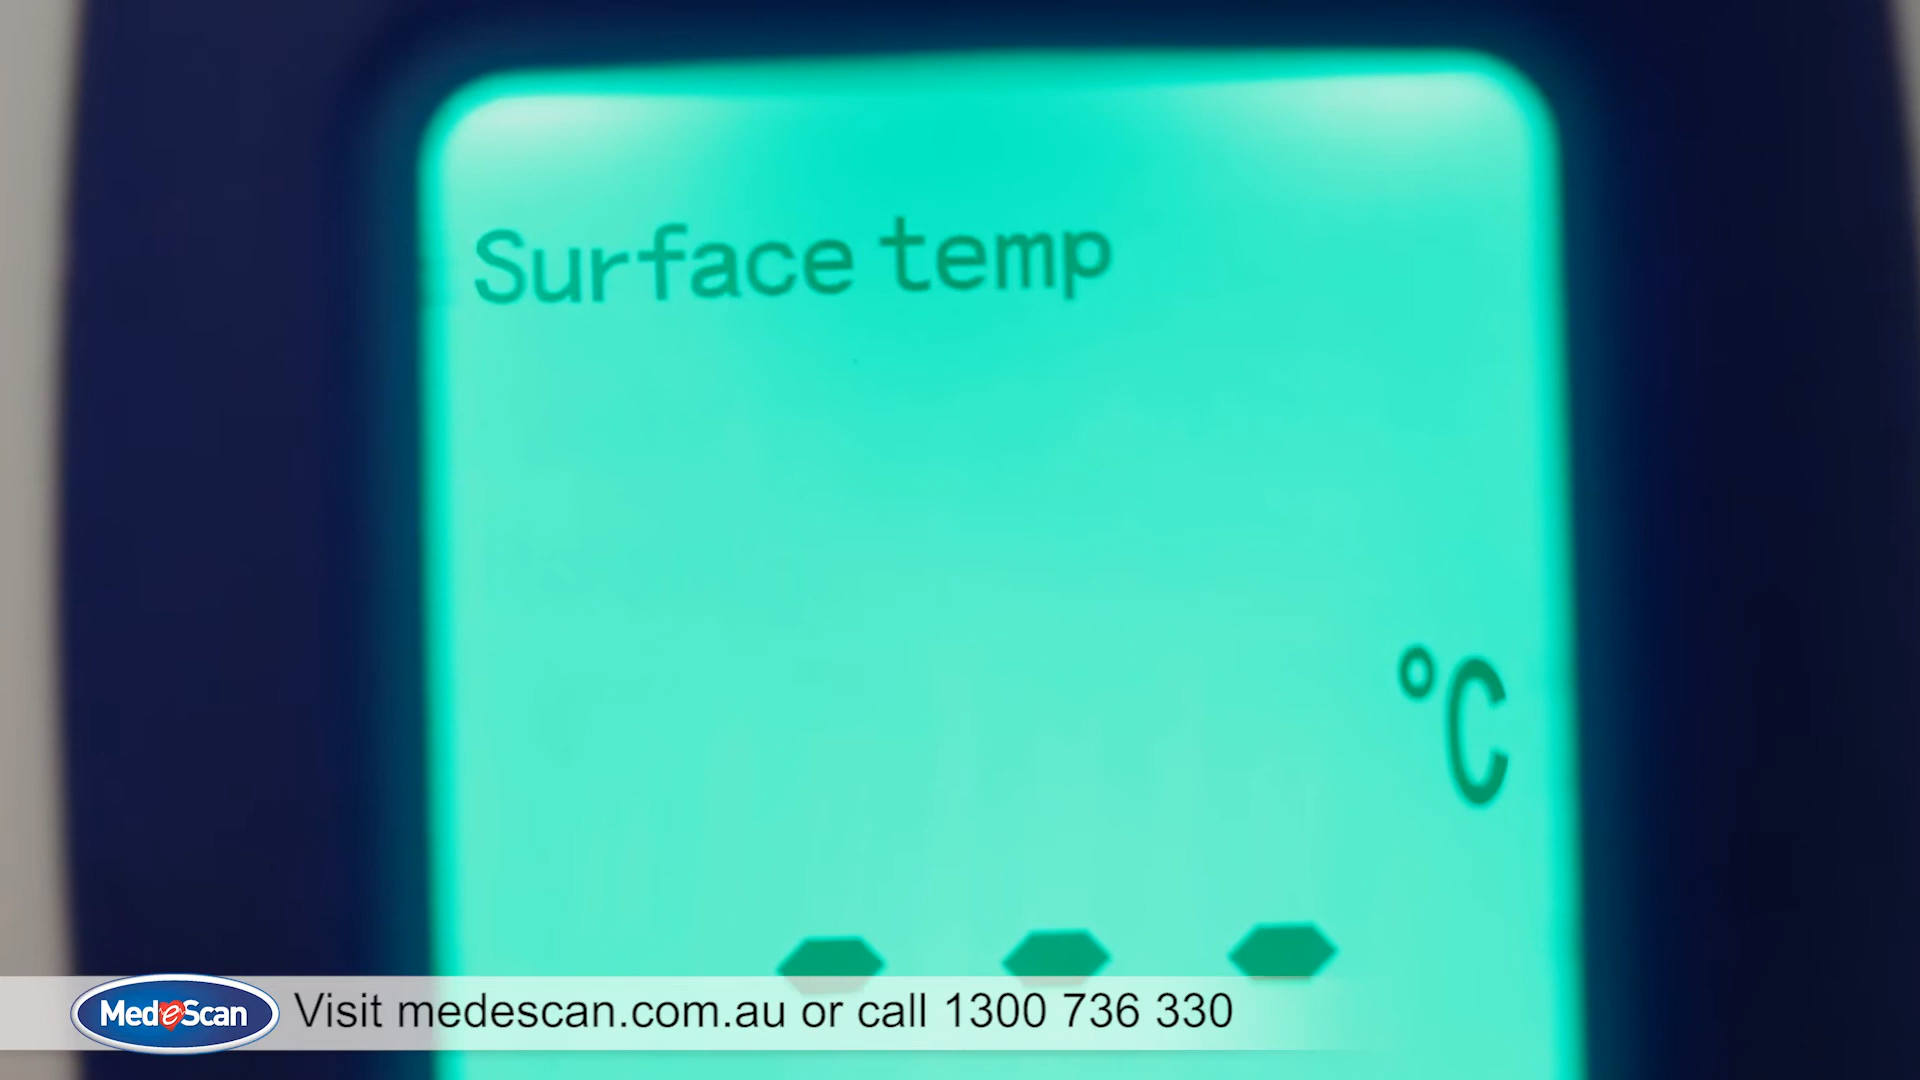 Surface temp
°C
- - -
MedeScan Visit medescan.com.au or call 1300 736 330